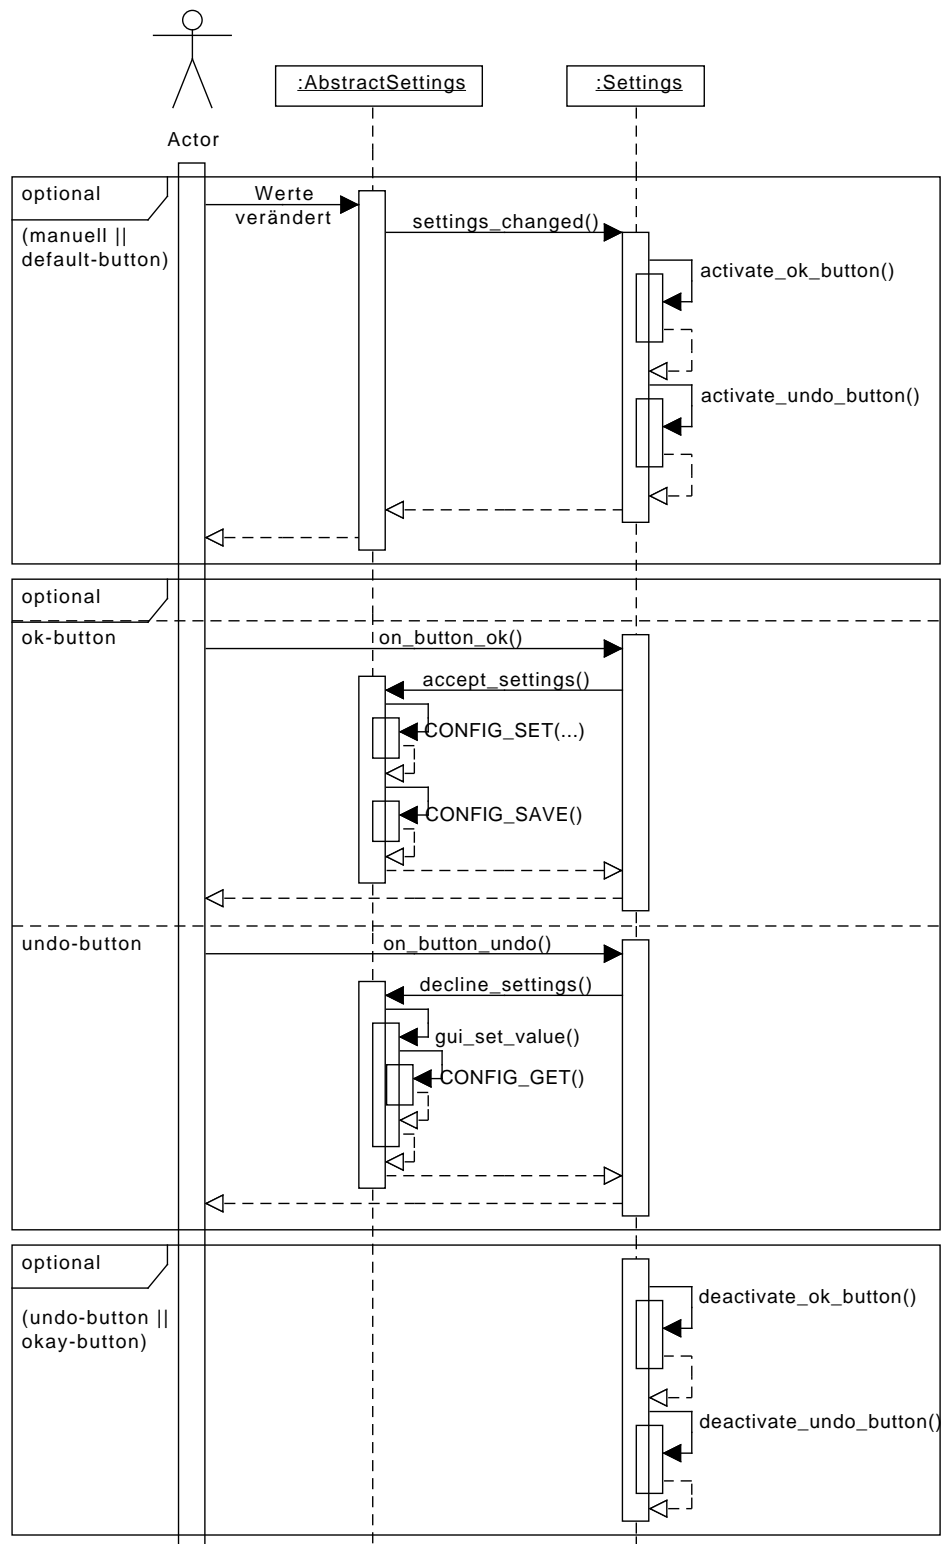 :AbstractSettings
:Settings
Actor
optional
Werte
verändert
(manuell ||
default-button)
settings_changed()
activate_ok_button()
activate_undo_button()
optional
ok-button
on_button_ok()
accept_settings()
CONFIG_SET(...)
CONFIG_SAVE()
undo-button
on_button_undo()
decline_settings()
gui_set_value()
CONFIG_GET()
optional
(undo-button ||
okay-button)
deactivate_ok_button()
deactivate_undo_button()